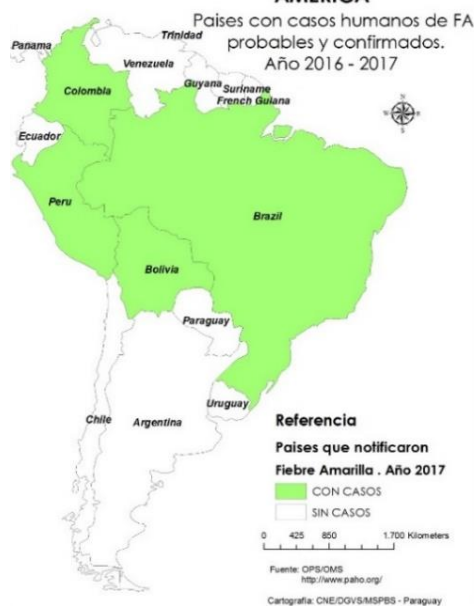 AMERICA
Paises con casos humanos de FA
probables y confirmados.
Año 2016 - 2017
Panama
Trinidad
Venezuela
Guyana
Suriname
French Guiana
Colombia
Ecuador
Peru
Brazil
Bolivia
Paraguay
Chile
Argentina
Uruguay
Referencia
Paises que notificaron
Fiebre Amarilla . Año 2017
CON CASOS
SIN CASOS
0 425 850 1.700 Kilometers
Fuente: OPS/OMS
http://www.paho.org/
Cartografía: CNE/DGVS/MSPBS - Paraguay